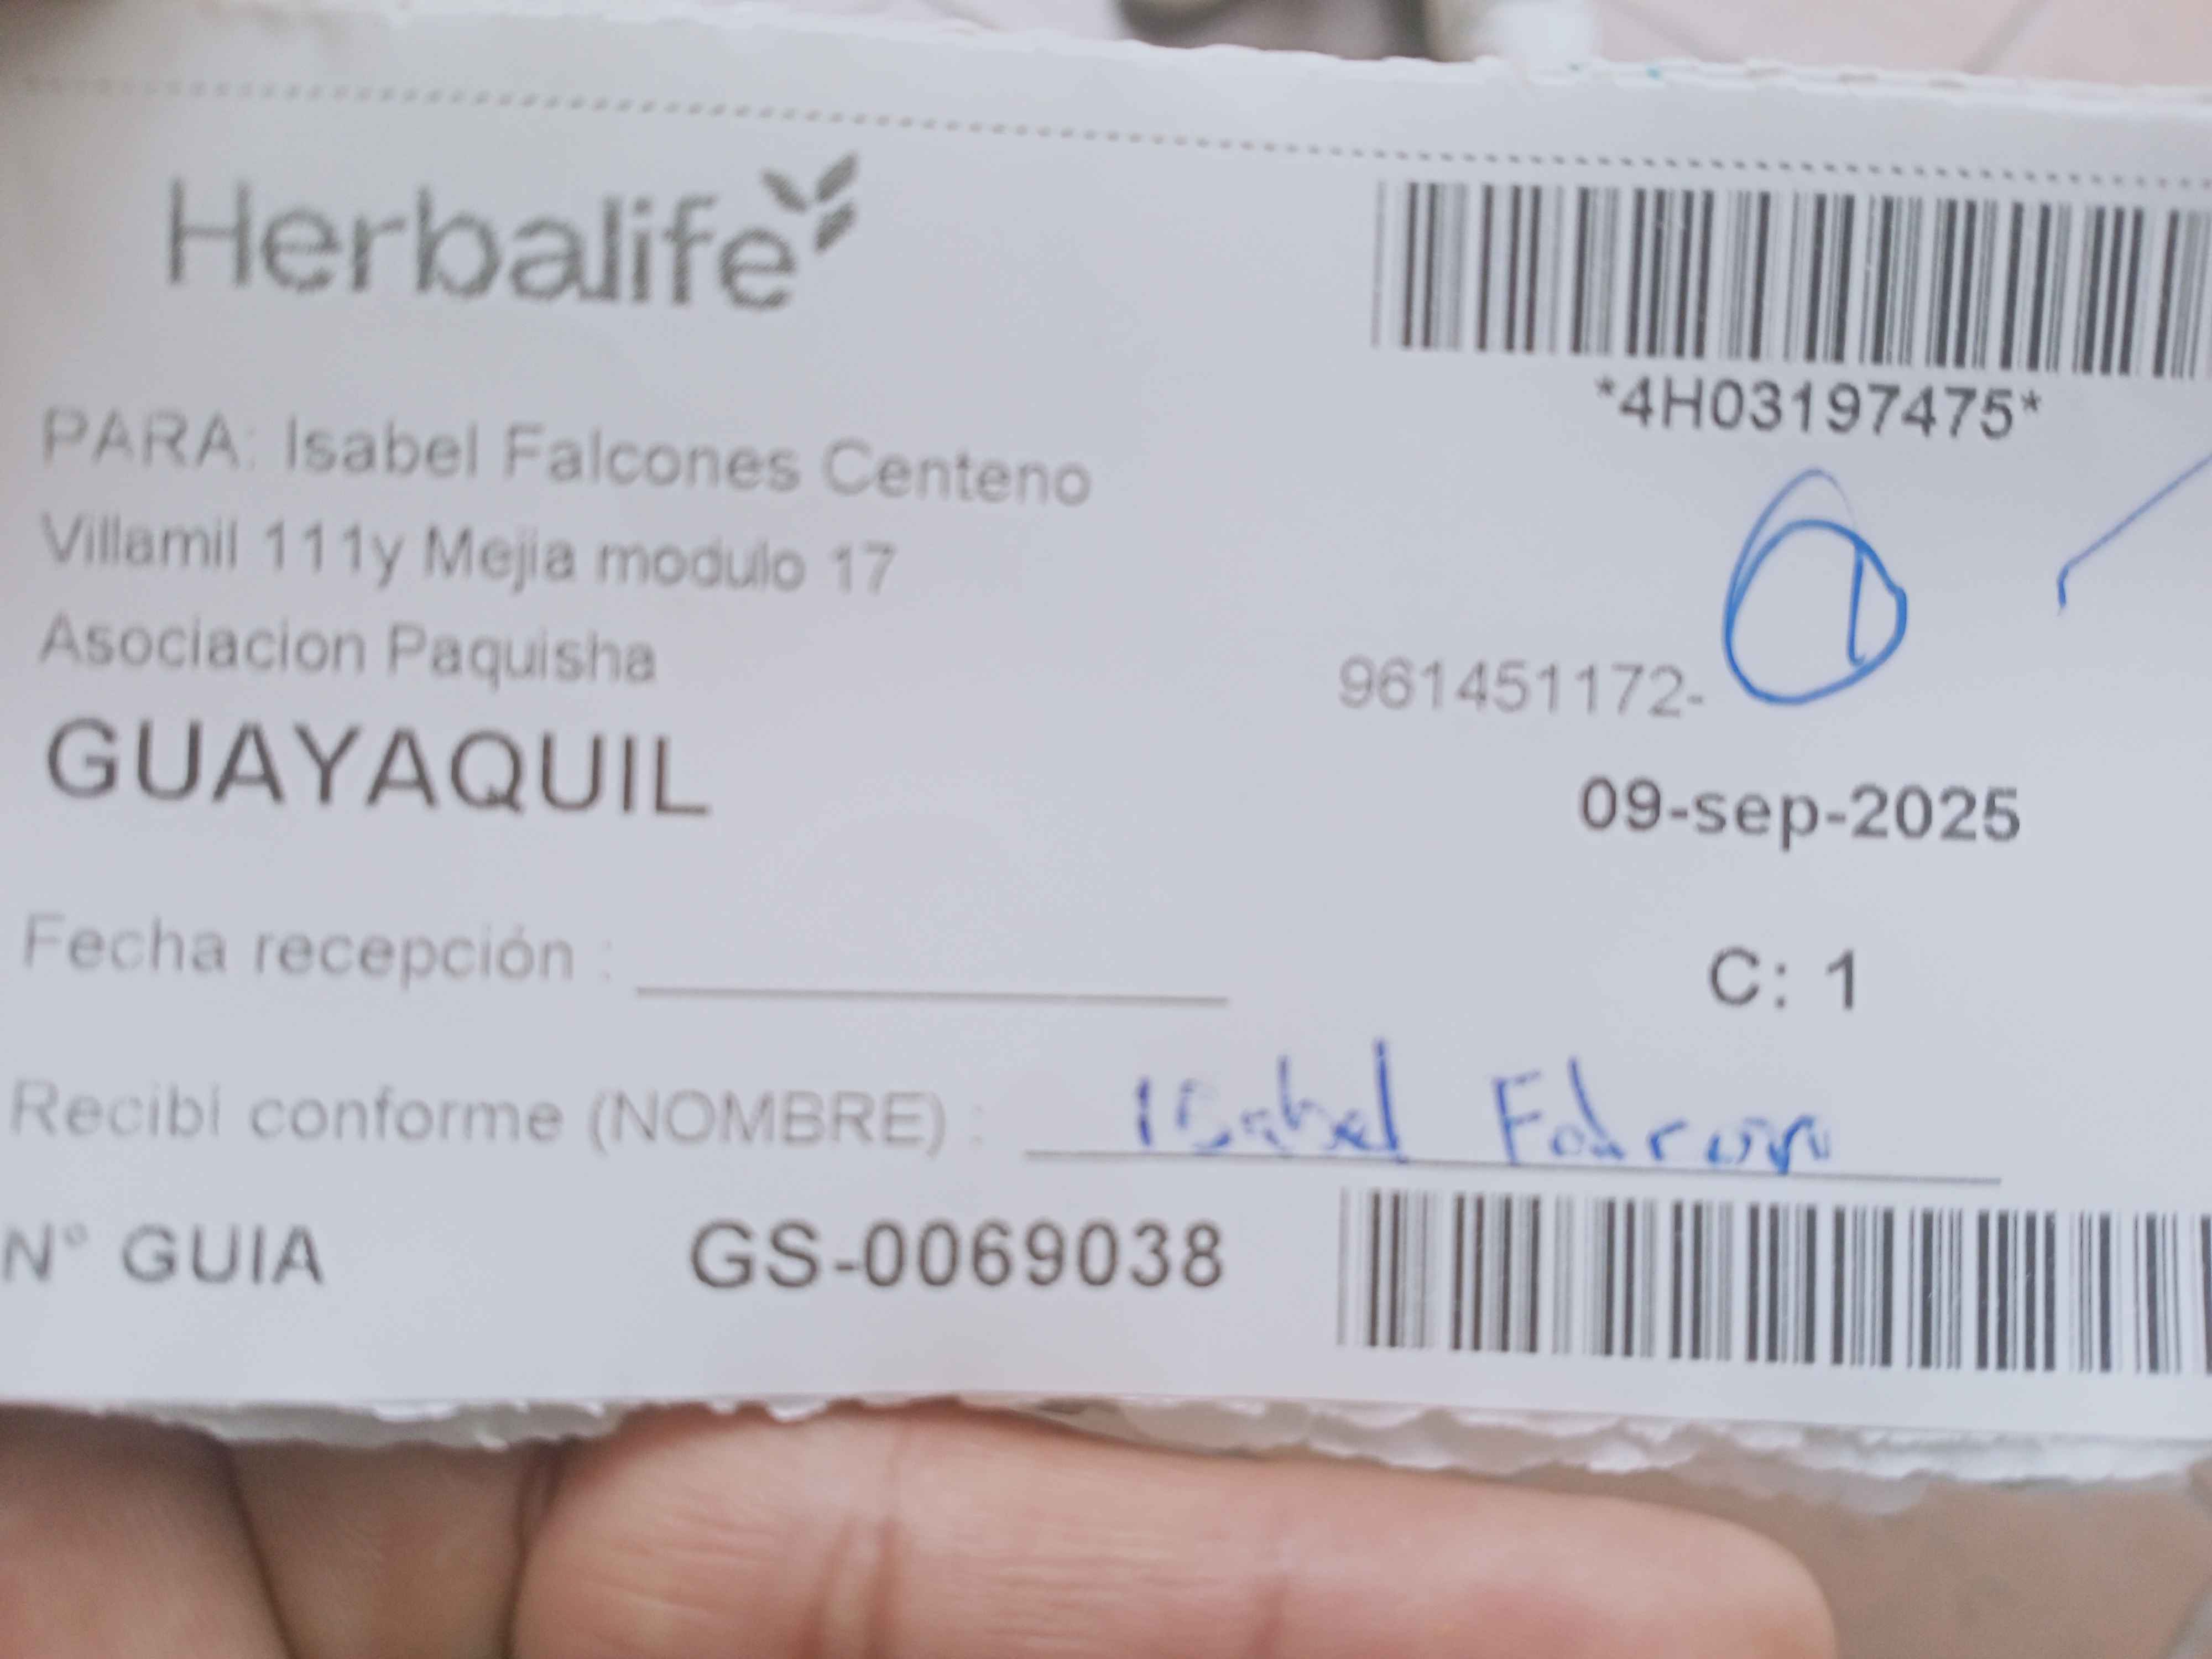 Herbalife
*4H03197475*
PARA: Isabel Falcones Centeno
Villamil 111y Mejia modulo 17
Asociacion Paquisha
961451172-
GUAYAQUIL
09-sep-2025
Fecha recepción :
C: 1
Recibi conforme (NOMBRE) : Isabel
N° GUIA GS-0069038